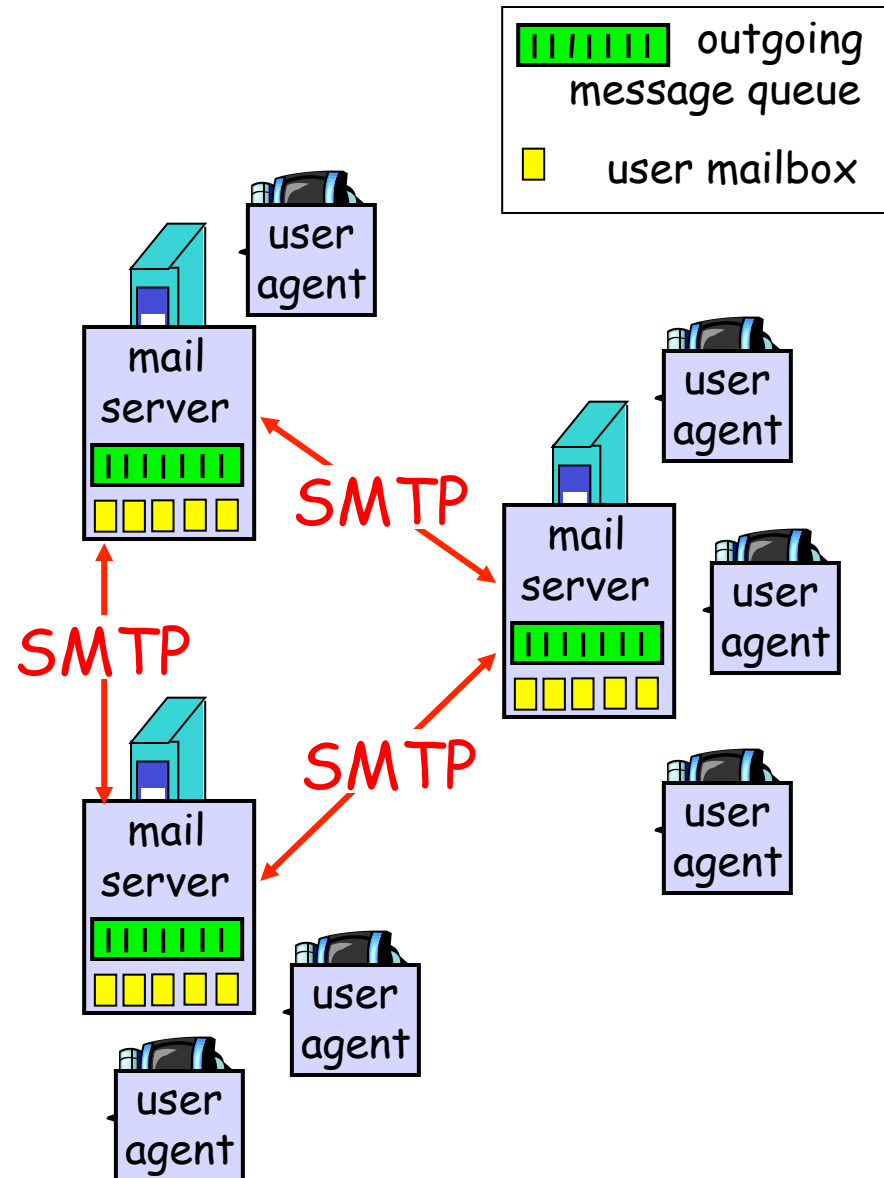 outgoing
message queue
user mailbox
user
agent
mail
server
user
agent
SMTP
mail
server
user
agent
SMTP
SMTP
user
agent
mail
server
user
agent
user
agent